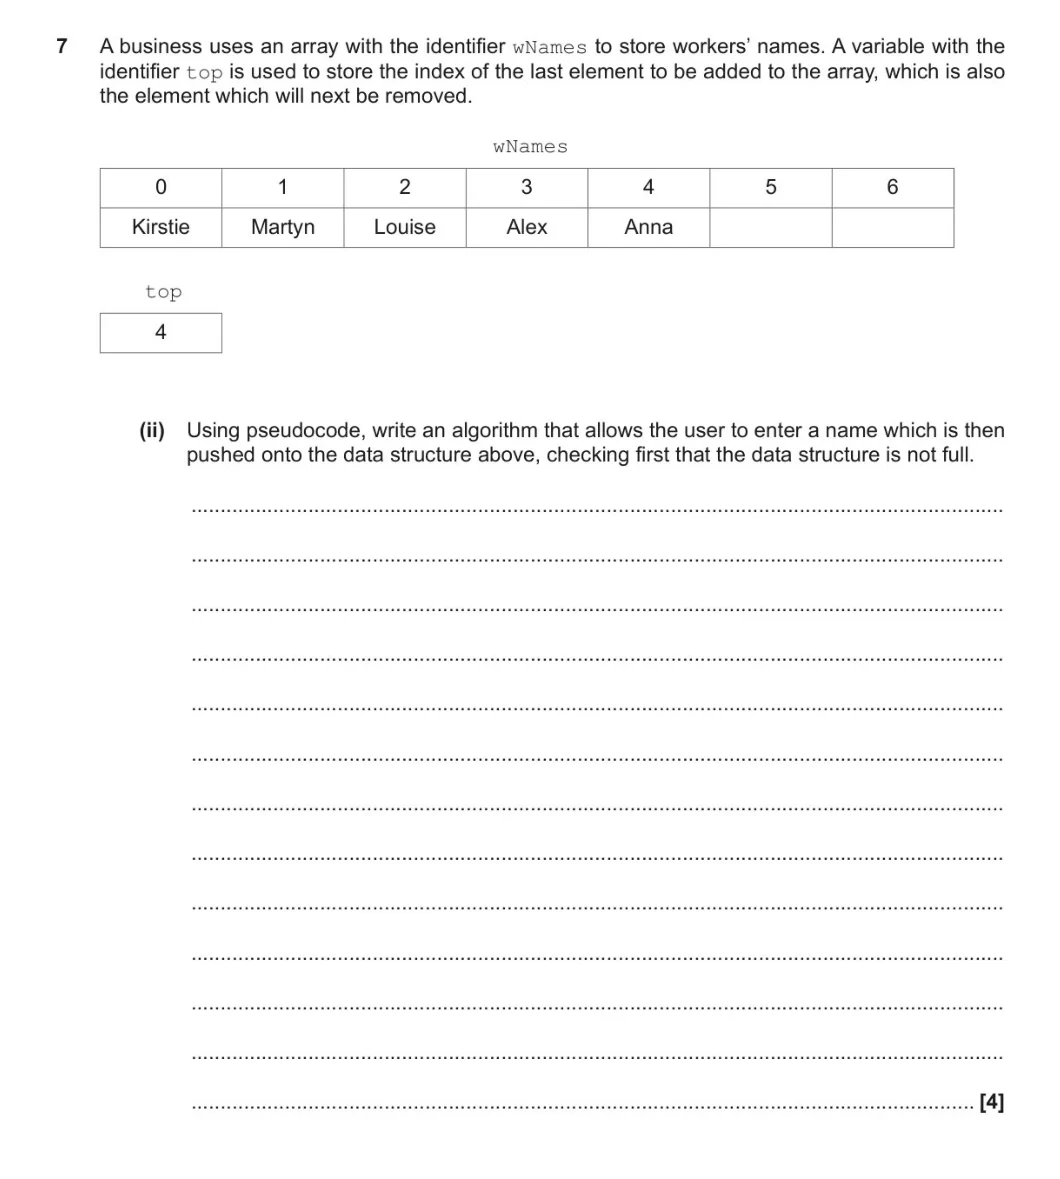 7 A business uses an array with the identifier wNames to store workers' names. A variable with the
identifier top is used to store the index of the last element to be added to the array, which is also
the element which will next be removed.
wNames
0 1 2 3 4 5 6
Kirstie Martyn Louise Alex Anna
top
4
(ii) Using pseudocode, write an algorithm that allows the user to enter a name which is then
pushed onto the data structure above, checking first that the data structure is not full.
[4]